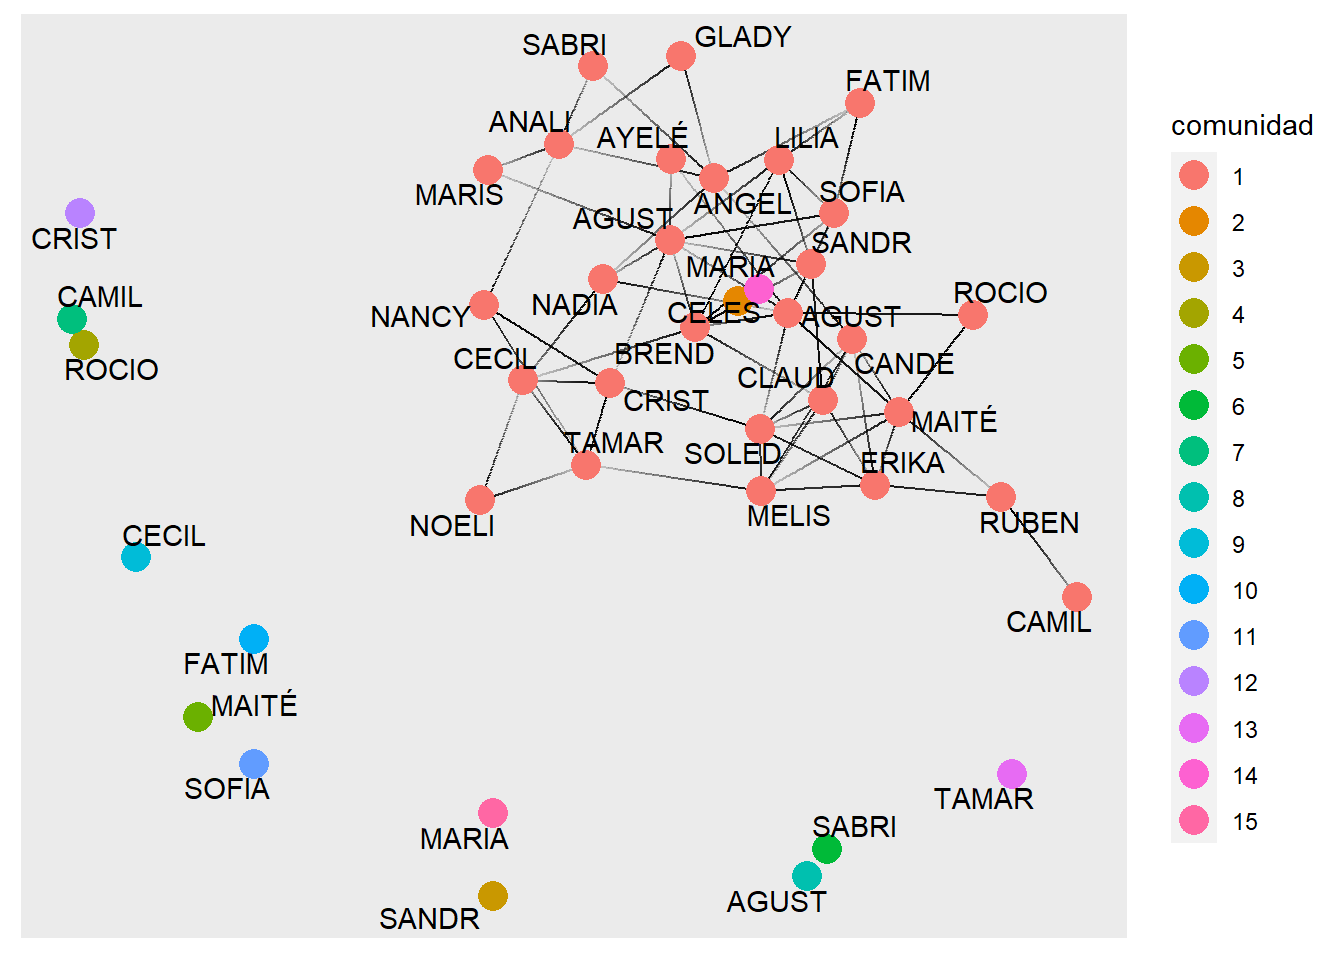 GLADY
SABRI
FATIM
ANALI
AYELÉ
LILIA
MARIS
ANGEL
SOFIA
AGUST
SANDR
CRIST
MARIA
CAMIL
NADIA
ROCIO
NANCY
CELES
AGUST
BREND
CECIL
CANDE
ROCIO
CLAUD
CRIST
MAITÉ
TAMAR
SOLED
ERIKA
NOELI
MELIS
RUBEN
CECIL
CAMIL
FATIM
MAITÉ
SOFIA
TAMAR
SABRI
MARIA
AGUST
SANDR
comunidad
1
2
3
4
5
6
7
8
9
10
11
12
13
14
15